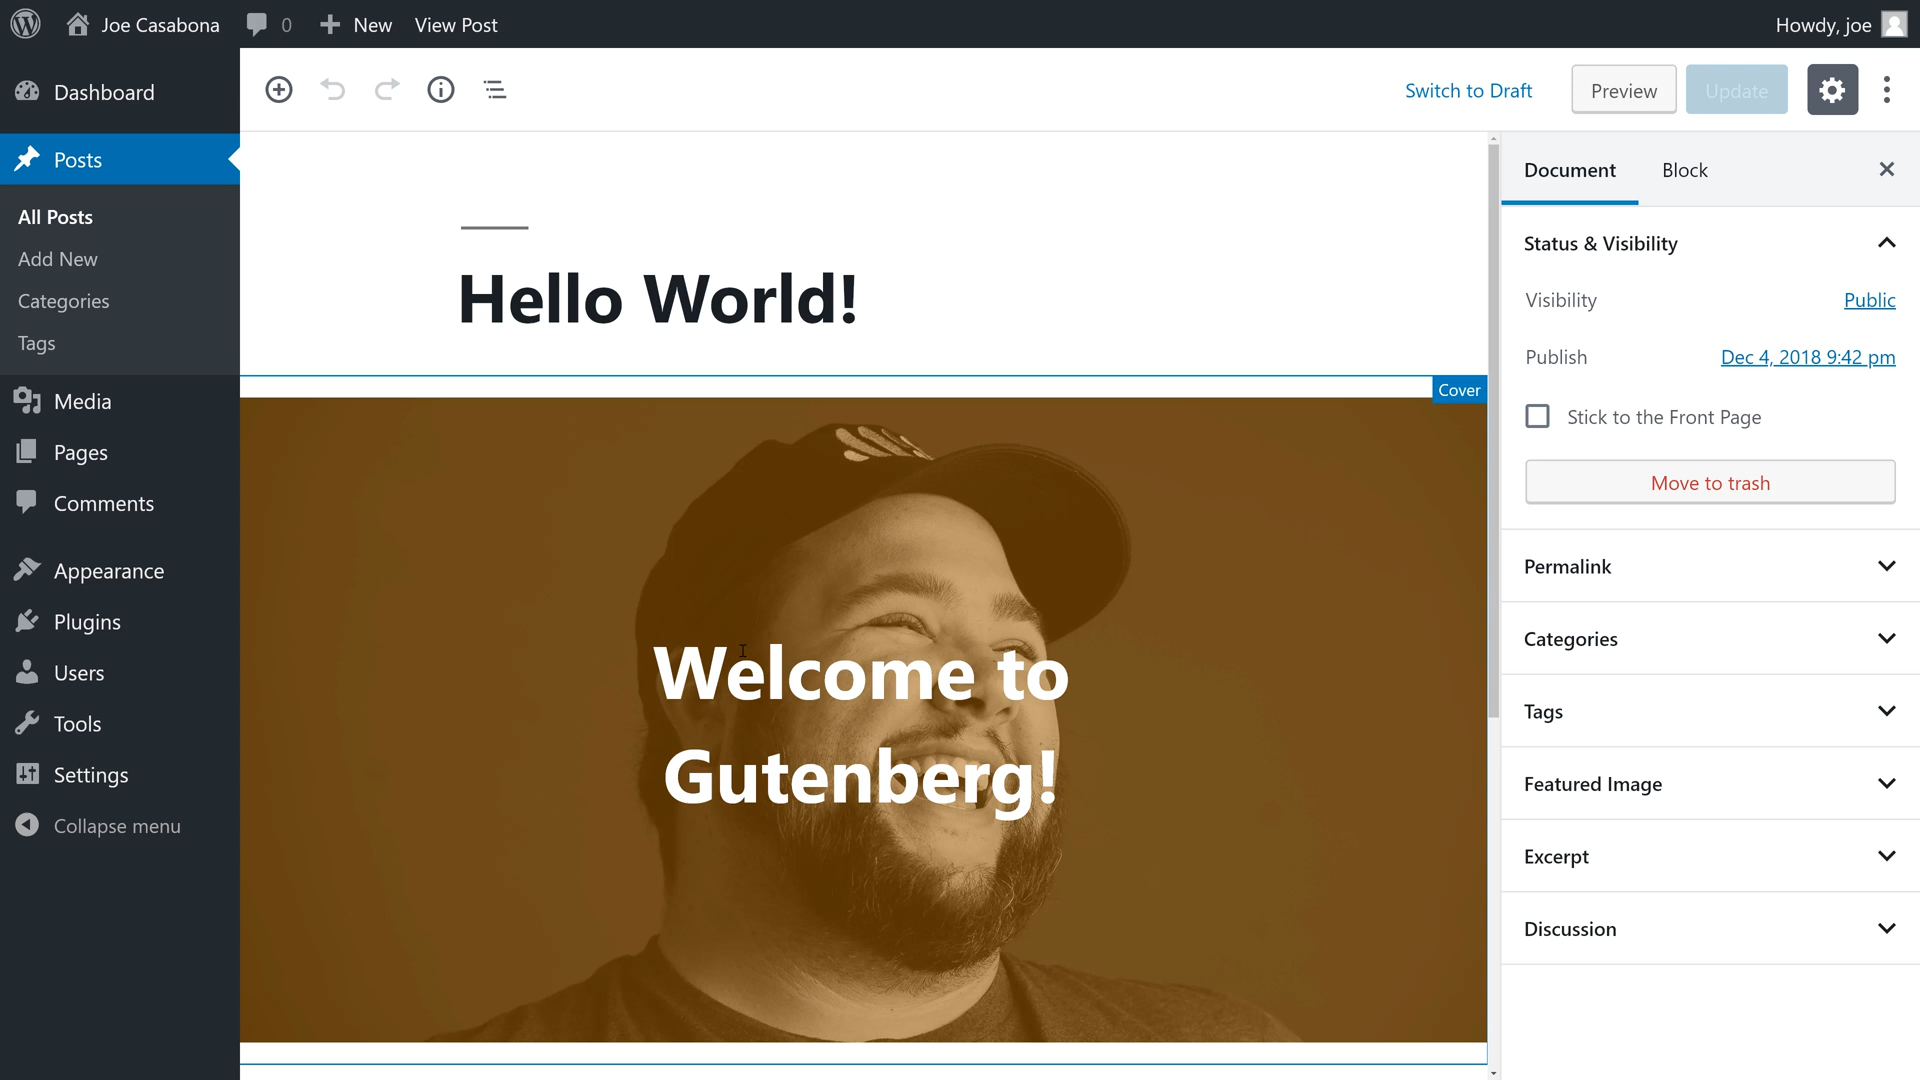 Joe Casabona
0
New
View Post
Howdy, joe
Dashboard
Posts
All Posts
Add New
Categories
Tags
Media
Pages
Comments
Appearance
Plugins
Users
Tools
Settings
Collapse menu
Switch to Draft
Preview
Update
Hello World!
Cover
Welcome to
Gutenberg!
Document
Block
Status & Visibility
Visibility
Public
Publish
Dec 4, 2018 9:42 pm
Stick to the Front Page
Move to trash
Permalink
Categories
Tags
Featured Image
Excerpt
Discussion